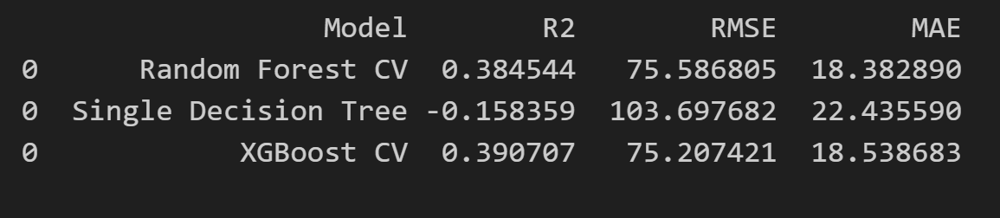 Model R2 RMSE MAE
0 Random Forest CV 0.384544 75.586805 18.382890
0 Single Decision Tree -0.158359 103.697682 22.435590
0 XGBoost CV 0.390707 75.207421 18.538683